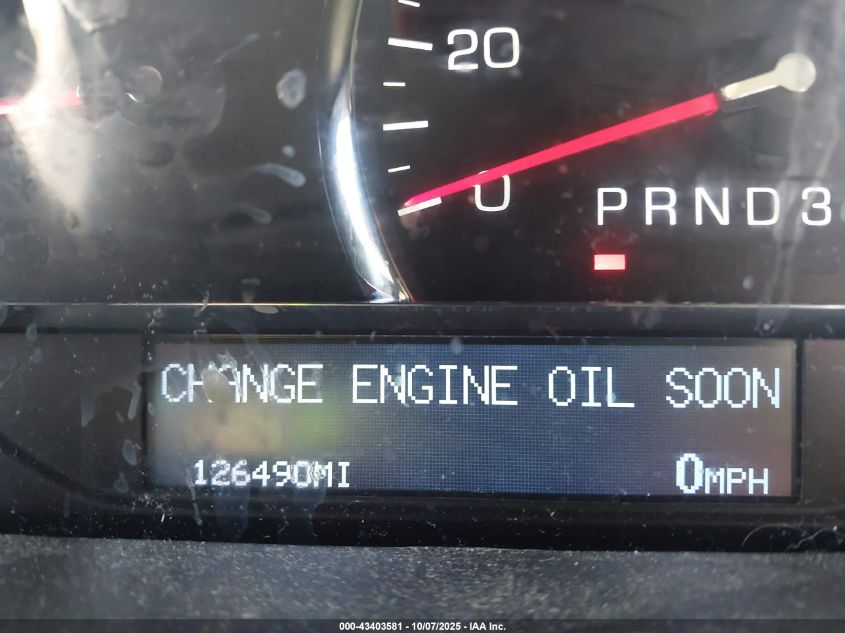 20
0
PRND3
CHANGE ENGINE OIL SOON
126490MI
0MPH
000-43403581 - 10/07/2025 - IAA Inc.